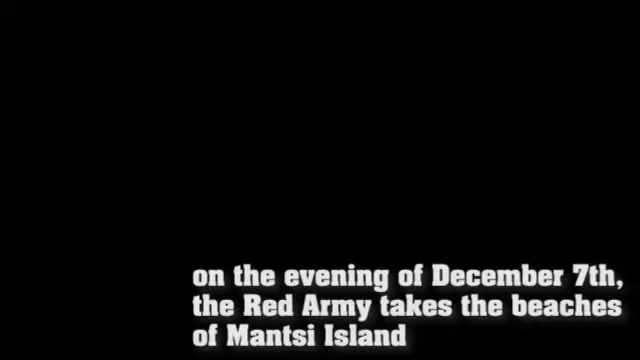 on the evening of December 7th,
the Red Army takes the beaches
of Mantsi Island